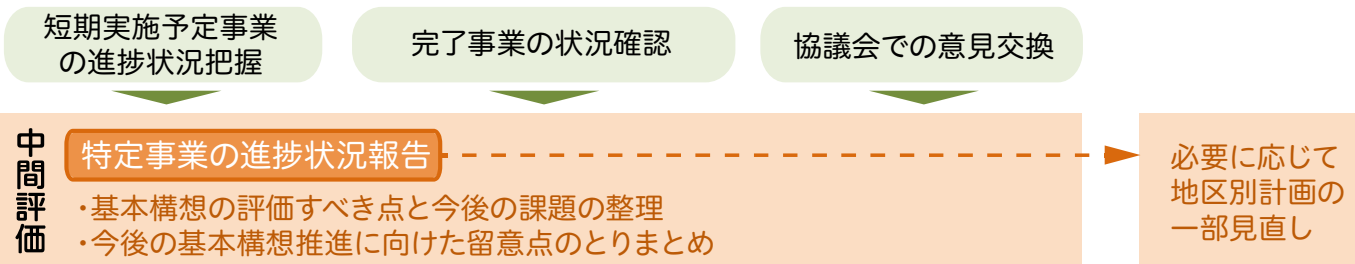 短期実施予定事業
の進捗状況把握
完了事業の状況確認
協議会での意見交換
中間評価
特定事業の進捗状況報告
・基本構想の評価すべき点と今後の課題の整理
・今後の基本構想推進に向けた留意点のとりまとめ
必要に応じて
地区別計画の
一部見直し